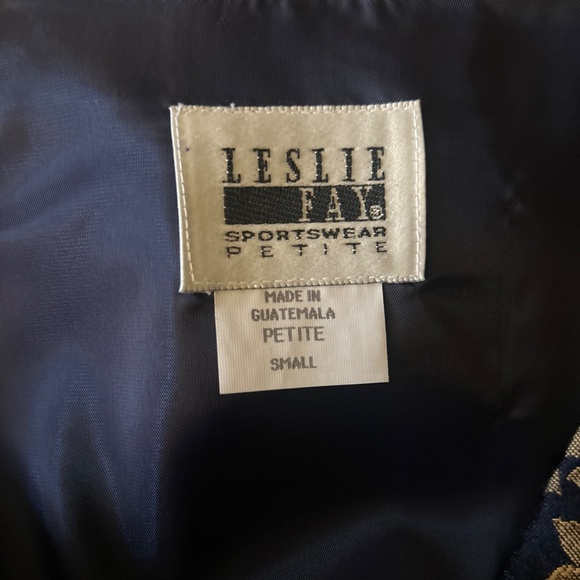 LESLIE
FAY®
SPORTSWEAR
PETITE
MADE IN
GUATEMALA
PETITE
SMALL